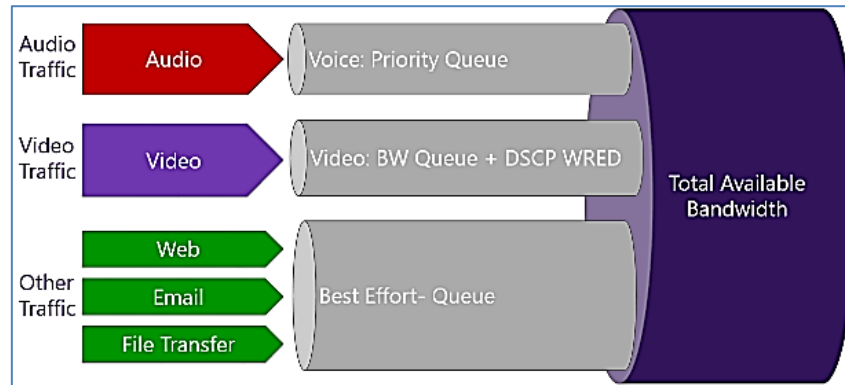 Audio
Traffic
Audio
Voice: Priority Queue
Video
Traffic
Video
Video: BW Queue + DSCP WRED
Total Available
Bandwidth
Other
Traffic
Web
Email
File Transfer
Best Effort- Queue